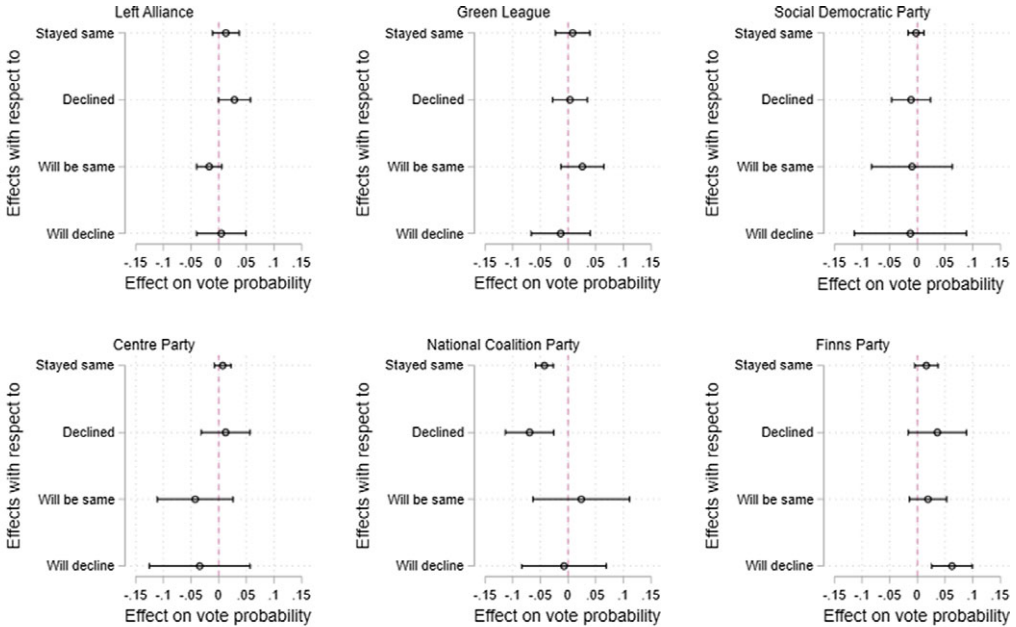 Left Alliance
Effects with respect to
Stayed same
Declined
Will be same
Will decline
-.15 -.1 -.05 0 .05 .1 .15
Effect on vote probability
Green League
Effects with respect to
Stayed same
Declined
Will be same
Will decline
-.15 -.1 -.05 0 .05 .1 .15
Effect on vote probability
Social Democratic Party
Effects with respect to
Stayed same
Declined
Will be same
Will decline
-.15 -.1 -.05 0 .05 .1 .15
Effect on vote probability
Centre Party
Effects with respect to
Stayed same
Declined
Will be same
Will decline
-.15 -.1 -.05 0 .05 .1 .15
Effect on vote probability
National Coalition Party
Effects with respect to
Stayed same
Declined
Will be same
Will decline
-.15 -.1 -.05 0 .05 .1 .15
Effect on vote probability
Finns Party
Effects with respect to
Stayed same
Declined
Will be same
Will decline
-.15 -.1 -.05 0 .05 .1 .15
Effect on vote probability